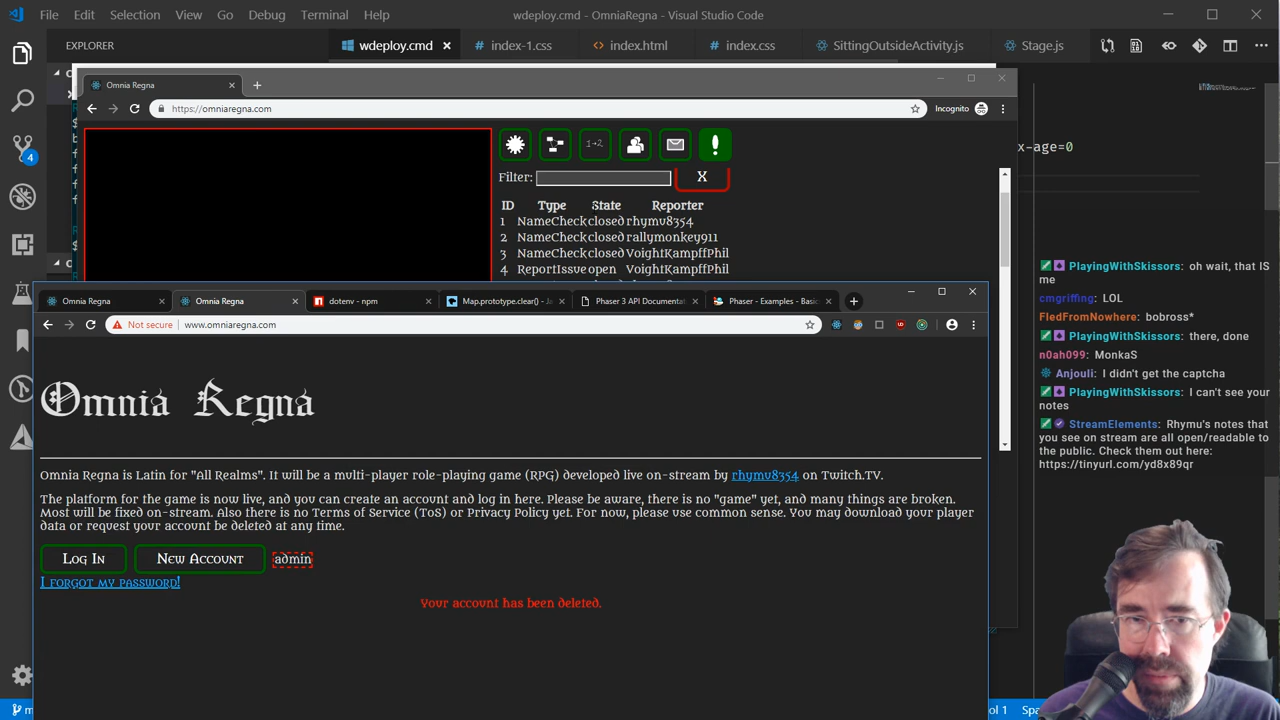 File Edit Selection View Go Debug Terminal Help
wdeploy.cmd - OmniaRegna - Visual Studio Code
EXPLORER
wdeploy.cmd
index-1.css
index.html
index.css
SittingOutsideActivity.js
Stage.js
Omnia Regna
https://omniaregna.com
Incognito
Filter:
X
ID Type State Reporter
1 NameCheck closed rhymu8354
2 NameCheck closed rallymonkey911
3 NameCheck closed VoightKampffPhil
4 ReportIssue open VoightKampffPhil
x-age=0
4
Omnia Regna
Omnia Regna
dotenv - npm
Map.prototype.clear() - Ja
Phaser 3 API Documentat
Phaser - Examples - Basic
Not secure | www.omniaregna.com
Omnia Regna
Omnia Regna is Latin for "All Realms". It will be a multi-player role-playing game (RPG) developed live on-stream by rhymu8354 on Twitch.TV.
The platform for the game is now live, and you can create an account and log in here. Please be aware, there is no "game" yet, and many things are broken.
Most will be fixed on-stream. Also there is no Terms of Service (ToS) or Privacy Policy yet. For now, please use common sense. You may download your player
data or request your account be deleted at any time.
Log In New Account admin
I forgot my password!
Your account has been deleted.
PlayingWithSkissors: oh wait, that IS
me
cmgriffing: LOL
FledFromNowhere: bobross*
PlayingWithSkissors: there, done
n0ah099: MonkaS
Anjouli: I didn't get the captcha
PlayingWithSkissors: I can't see your
notes
StreamElements: Rhymu's notes that
you see on stream are all open/readable to
the public. Check them out here:
https://tinyurl.com/yd8x89qr
ol 1 Spa